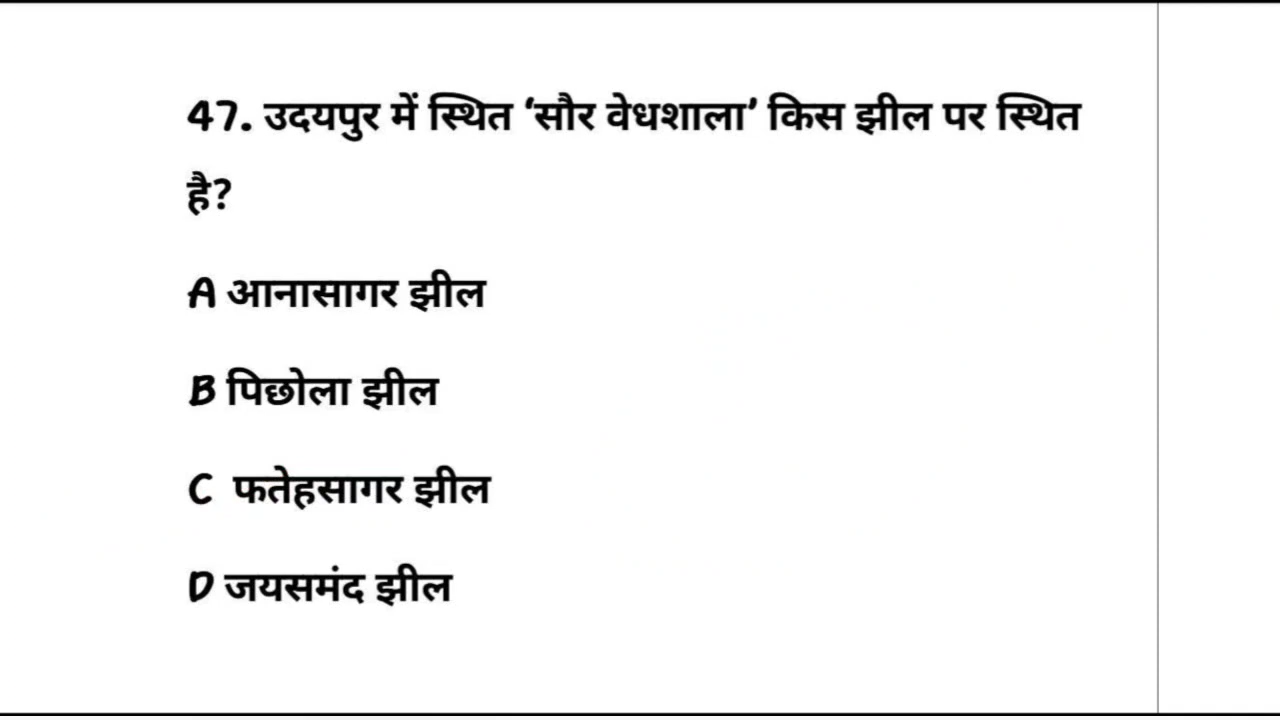 47. उदयपुर में स्थित ‘सौर वेधशाला’ किस झील पर स्थित
है?
A आनासागर झील
B पिछोला झील
C फतेहसागर झील
D जयसमंद झील